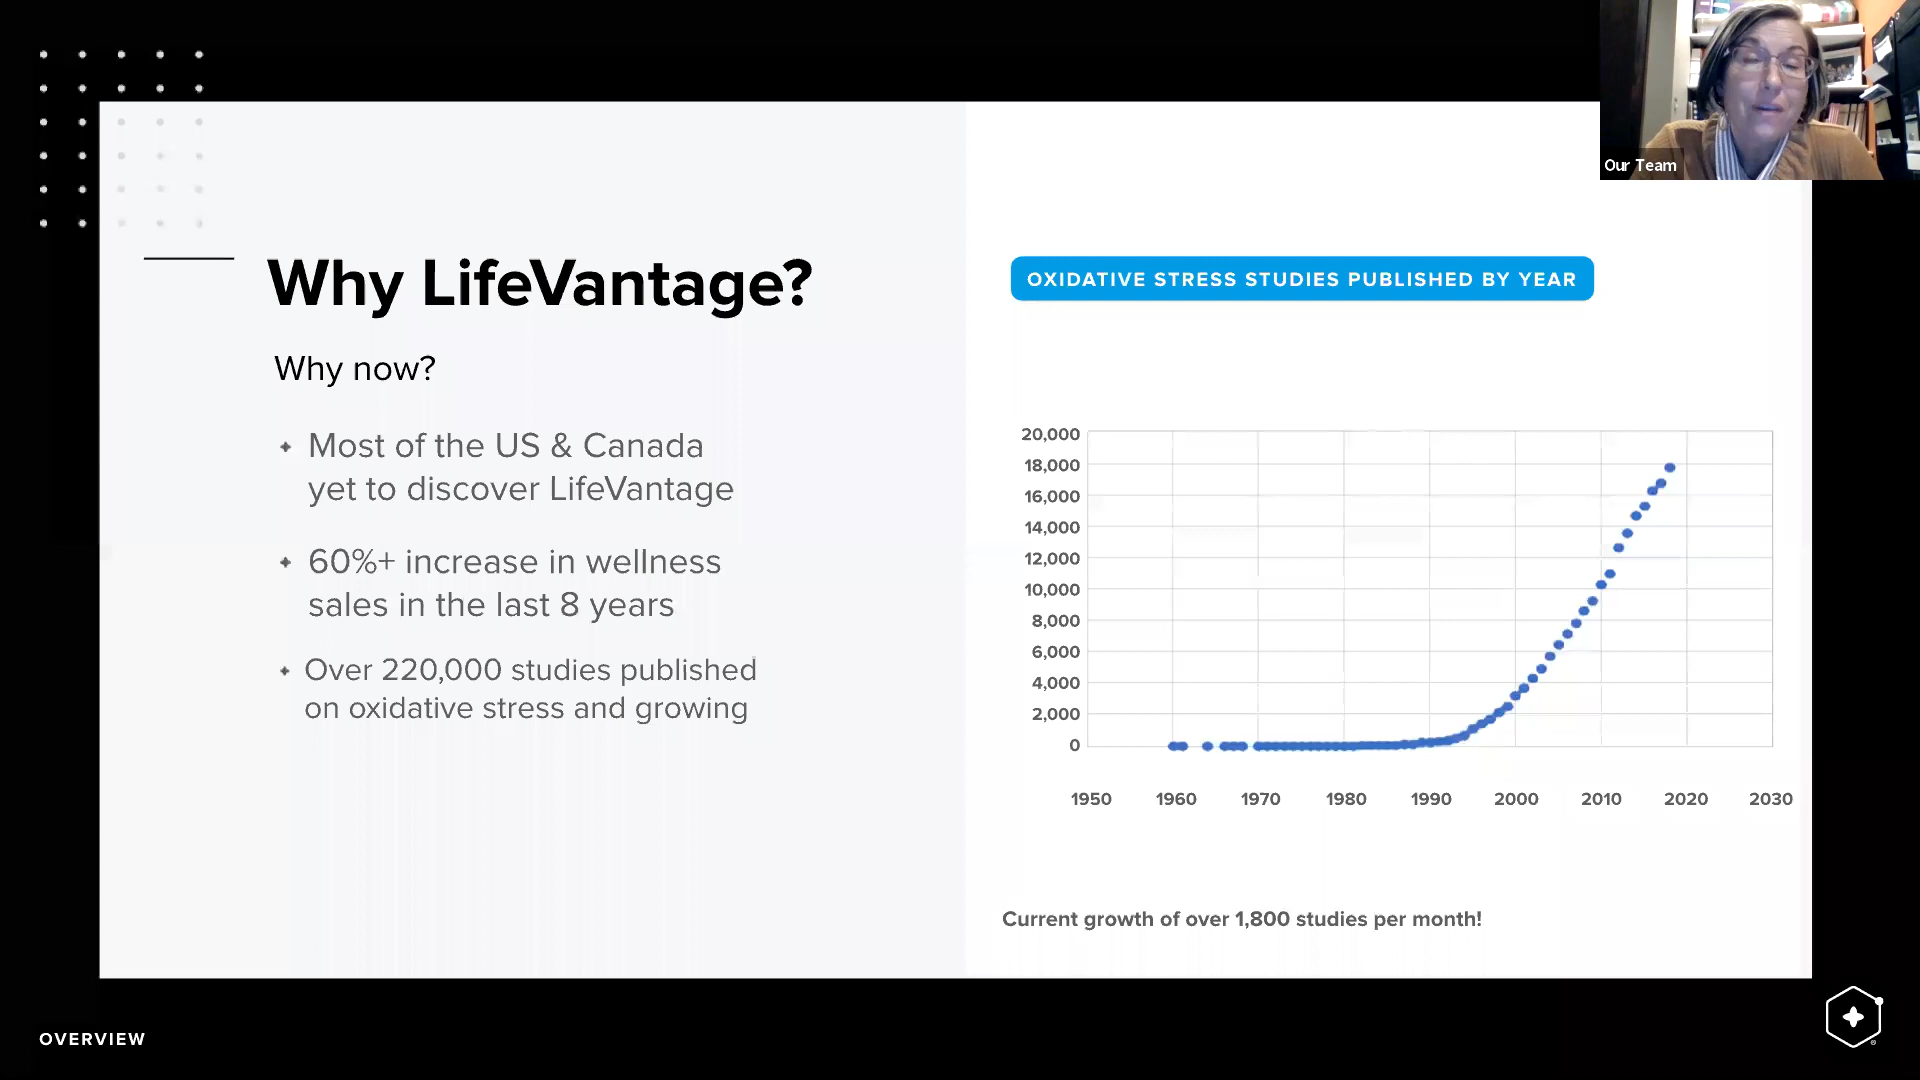 Our Team
Why LifeVantage?
Why now?
Most of the US & Canada
yet to discover LifeVantage
60%+ increase in wellness
sales in the last 8 years
Over 220,000 studies published
on oxidative stress and growing
OXIDATIVE STRESS STUDIES PUBLISHED BY YEAR
20,000
18,000
16,000
14,000
12,000
10,000
8,000
6,000
4,000
2,000
0
1950 1960 1970 1980 1990 2000 2010 2020 2030
Current growth of over 1,800 studies per month!
OVERVIEW